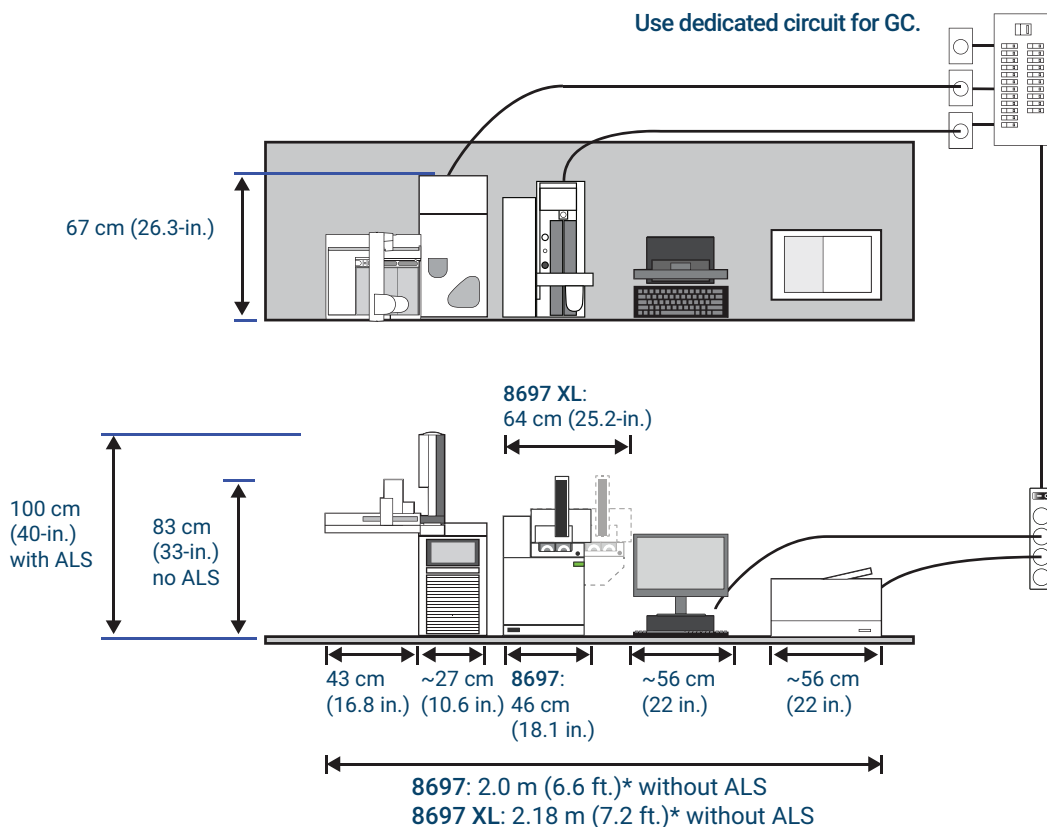 Use dedicated circuit for GC.
67 cm (26.3-in.)
8697 XL:
64 cm (25.2-in.)
100 cm
(40-in.)
with ALS
83 cm
(33-in.)
no ALS
43 cm
(16.8 in.)
~27 cm
(10.6 in.)
8697:
46 cm
(18.1 in.)
~56 cm
(22 in.)
~56 cm
(22 in.)
8697: 2.0 m (6.6 ft.)* without ALS
8697 XL: 2.18 m (7.2 ft.)* without ALS